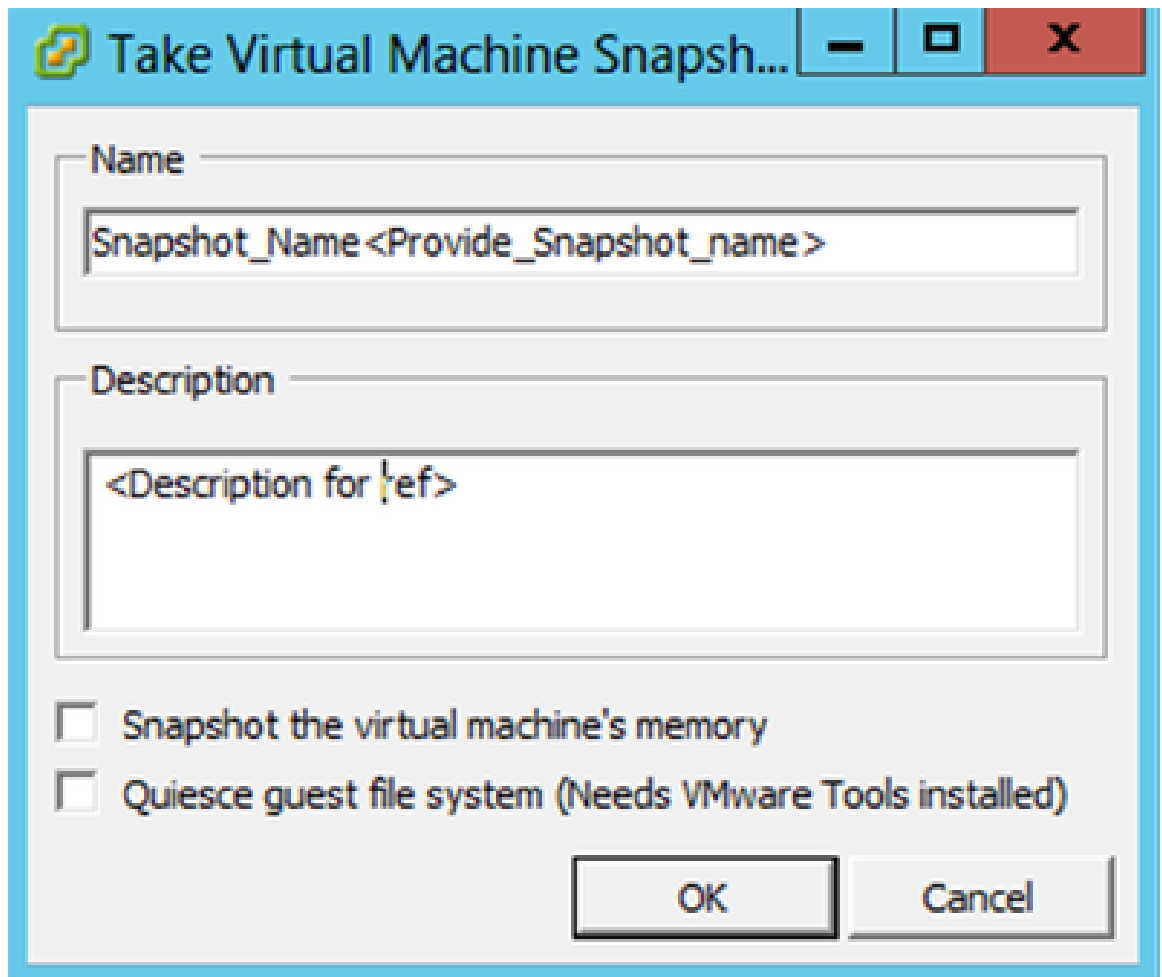 Take Virtual Machine Snapsh...
Name
Snapshot_Name<Provide_Snapshot_name>
Description
<Description for ref>
Snapshot the virtual machine's memory
Quiesce guest file system (Needs VMware Tools installed)
OK Cancel